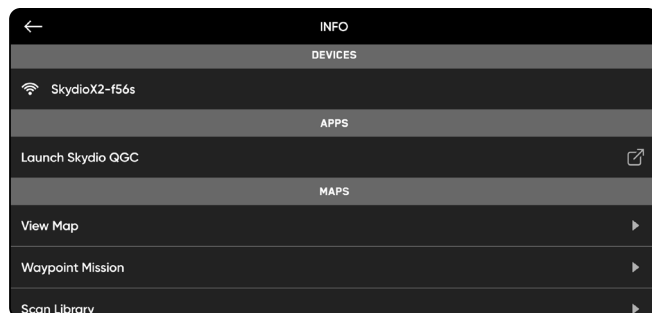 INFO
DEVICES
SkydioX2-f56s
APPS
Launch Skydio QGC
MAPS
View Map
Waypoint Mission
Scan Library